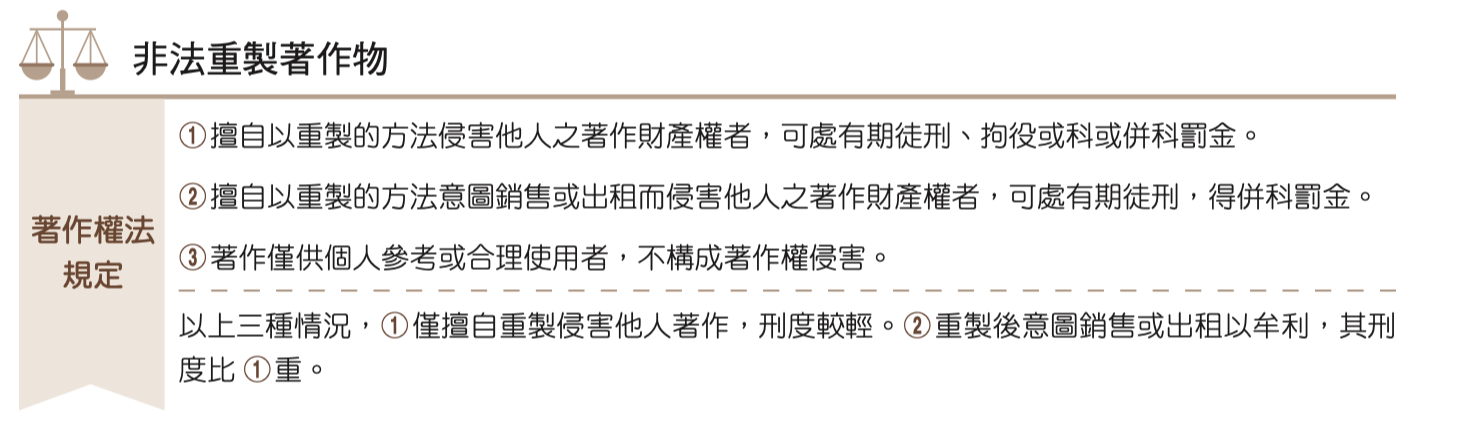 非法重製著作物
著作權法
規定
①擅自以重製的方法侵害他人之著作財產權者，可處有期徒刑、拘役或科或併科罰金。
②擅自以重製的方法意圖銷售或出租而侵害他人之著作財產權者，可處有期徒刑，得併科罰金。
③著作僅供個人參考或合理使用者，不構成著作權侵害。
以上三種情況，①僅擅自重製侵害他人著作，刑度較輕。②重製後意圖銷售或出租以牟利，其刑
度比 ①重。